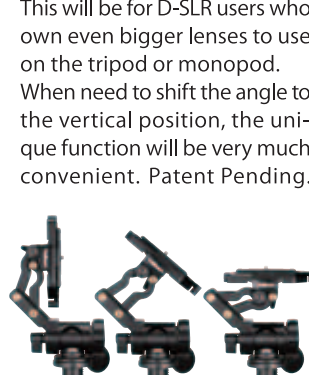 This will be for D-SLR users who
own even bigger lenses to use
on the tripod or monopod.
When need to shift the angle to
the vertical position, the uni-
que function will be very much
convenient. Patent Pending.